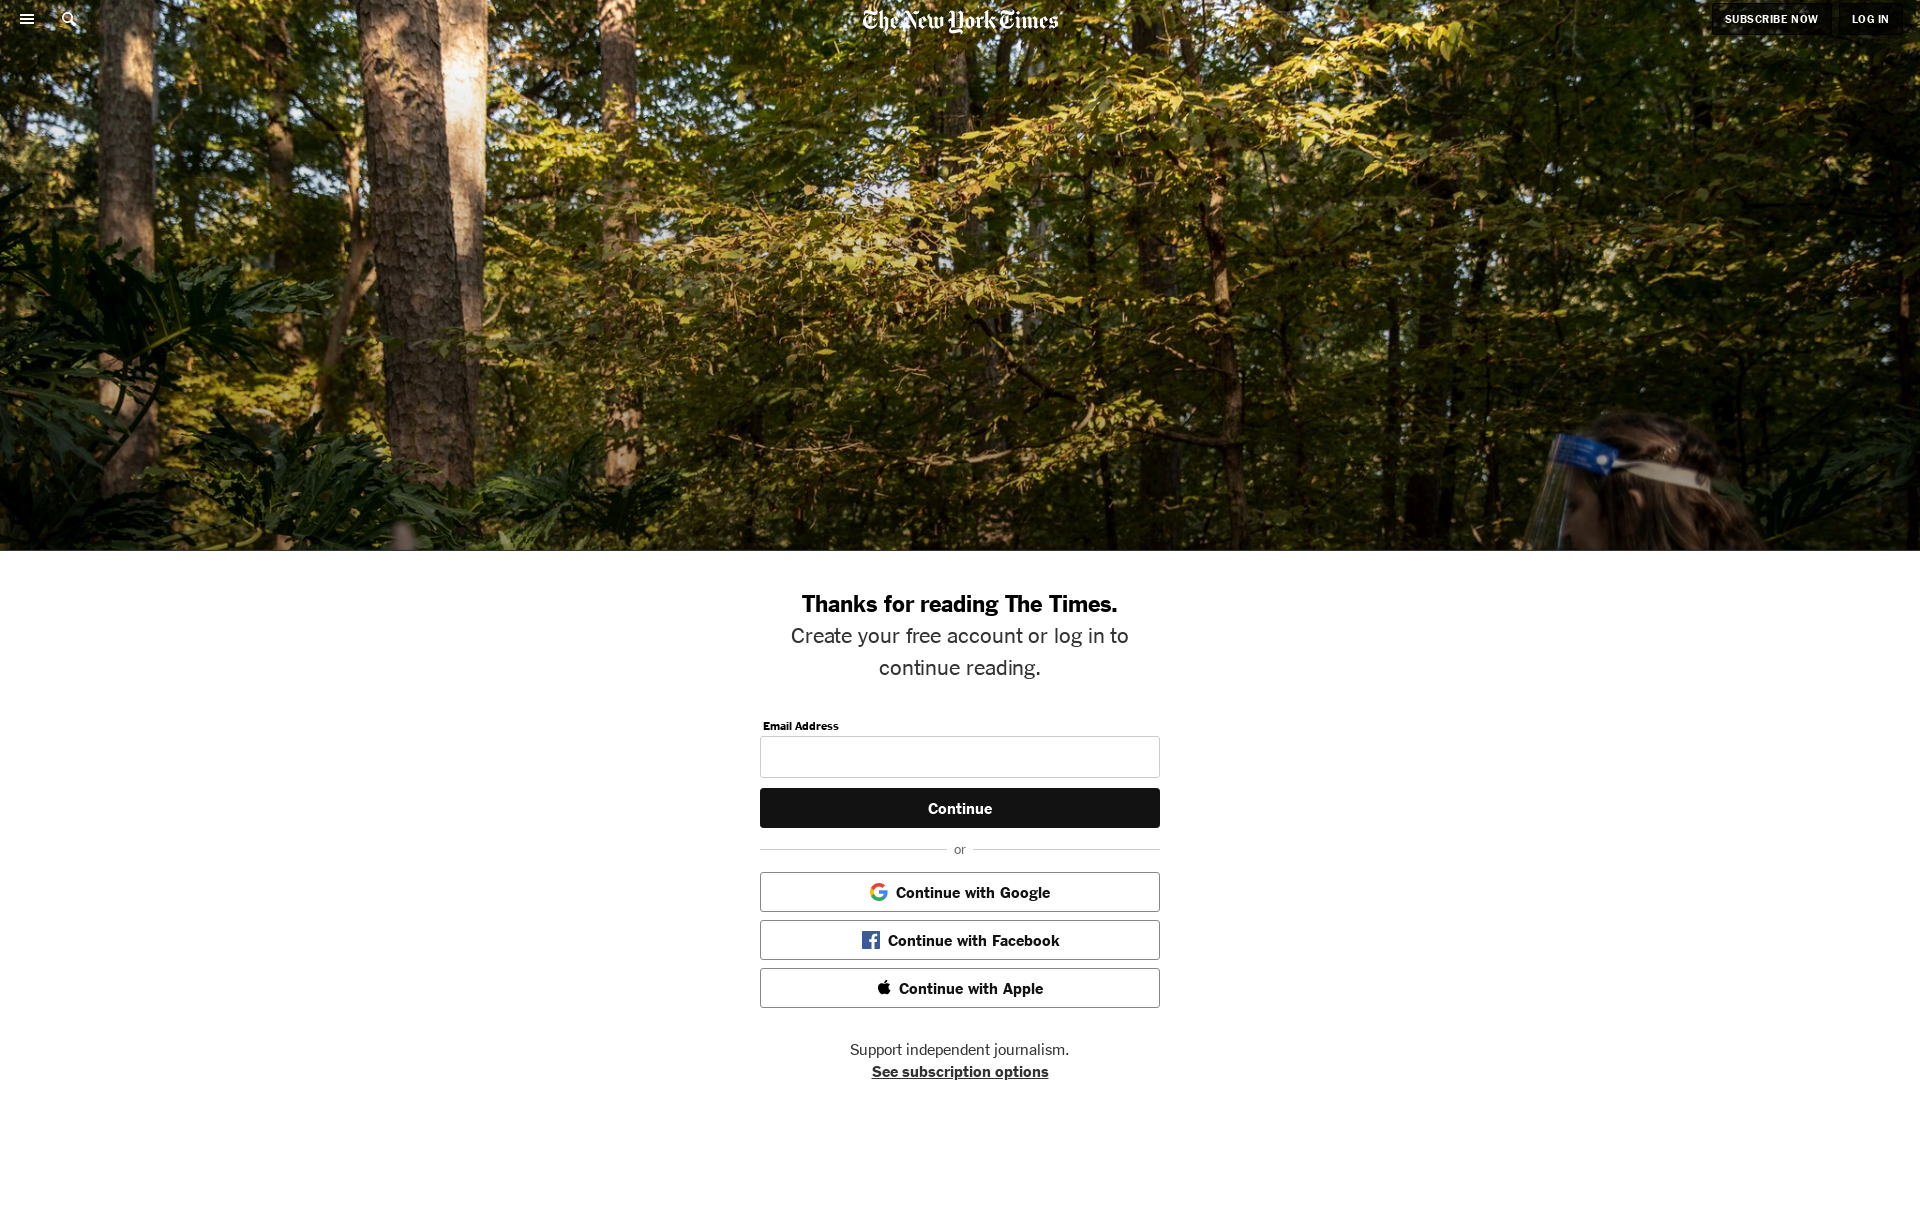 The New York Times
SUBSCRIBE NOW
LOG IN
Thanks for reading The Times.
Create your free account or log in to
continue reading.
Email Address
Continue
or
Continue with Google
Continue with Facebook
Continue with Apple
Support independent journalism.
See subscription options